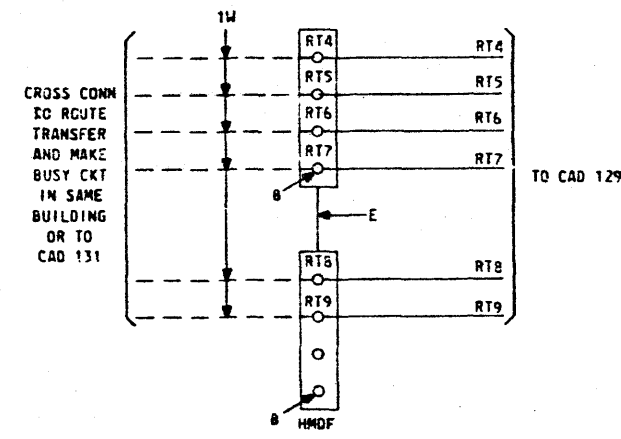 1W
RT4
RT4
RT5
RT5
RT6
RT6
RT7
RT7
CROSS CONN
TO ROUTE
TRANSFER
AND MAKE
BUSY CKT
IN SAME
BUILDING
OR TO
CAD 131
TO CAD 129
B
E
RT8
RT8
RT9
RT9
B
HMDF